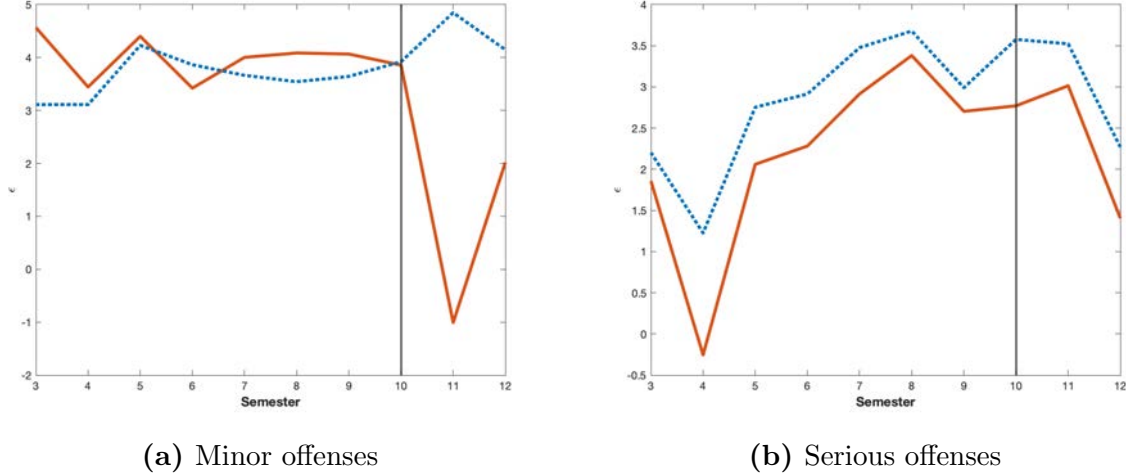 5
4
3
2
ϵ
1
0
-1
-2
3 4 5 6 7 8 9 10 11 12
Semester
(a) Minor offenses
4
3.5
3
2.5
2
ϵ
1.5
1
0.5
0
-0.5
3 4 5 6 7 8 9 10 11 12
Semester
(b) Serious offenses